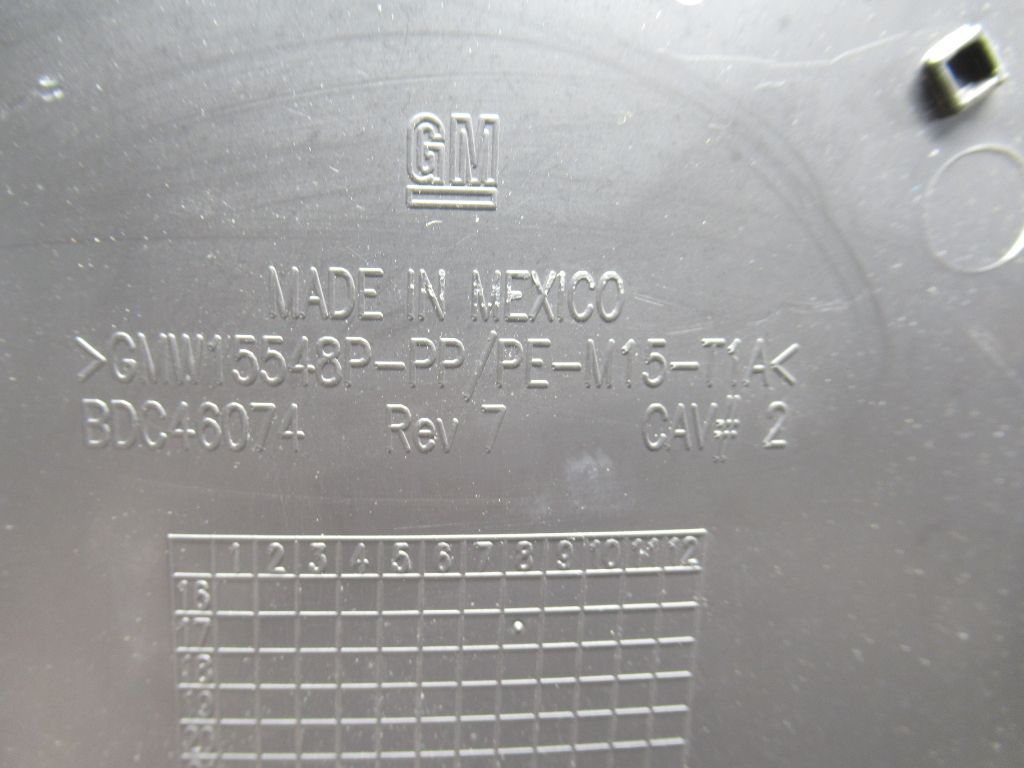 GM
MADE IN MEXICO
>GMW15548P-PP/PE-M15-T1A<
BDC46074 Rev 7 CAV# 2
1 2 3 4 5 6 7 8 9 10 11 12
16
17
18
19